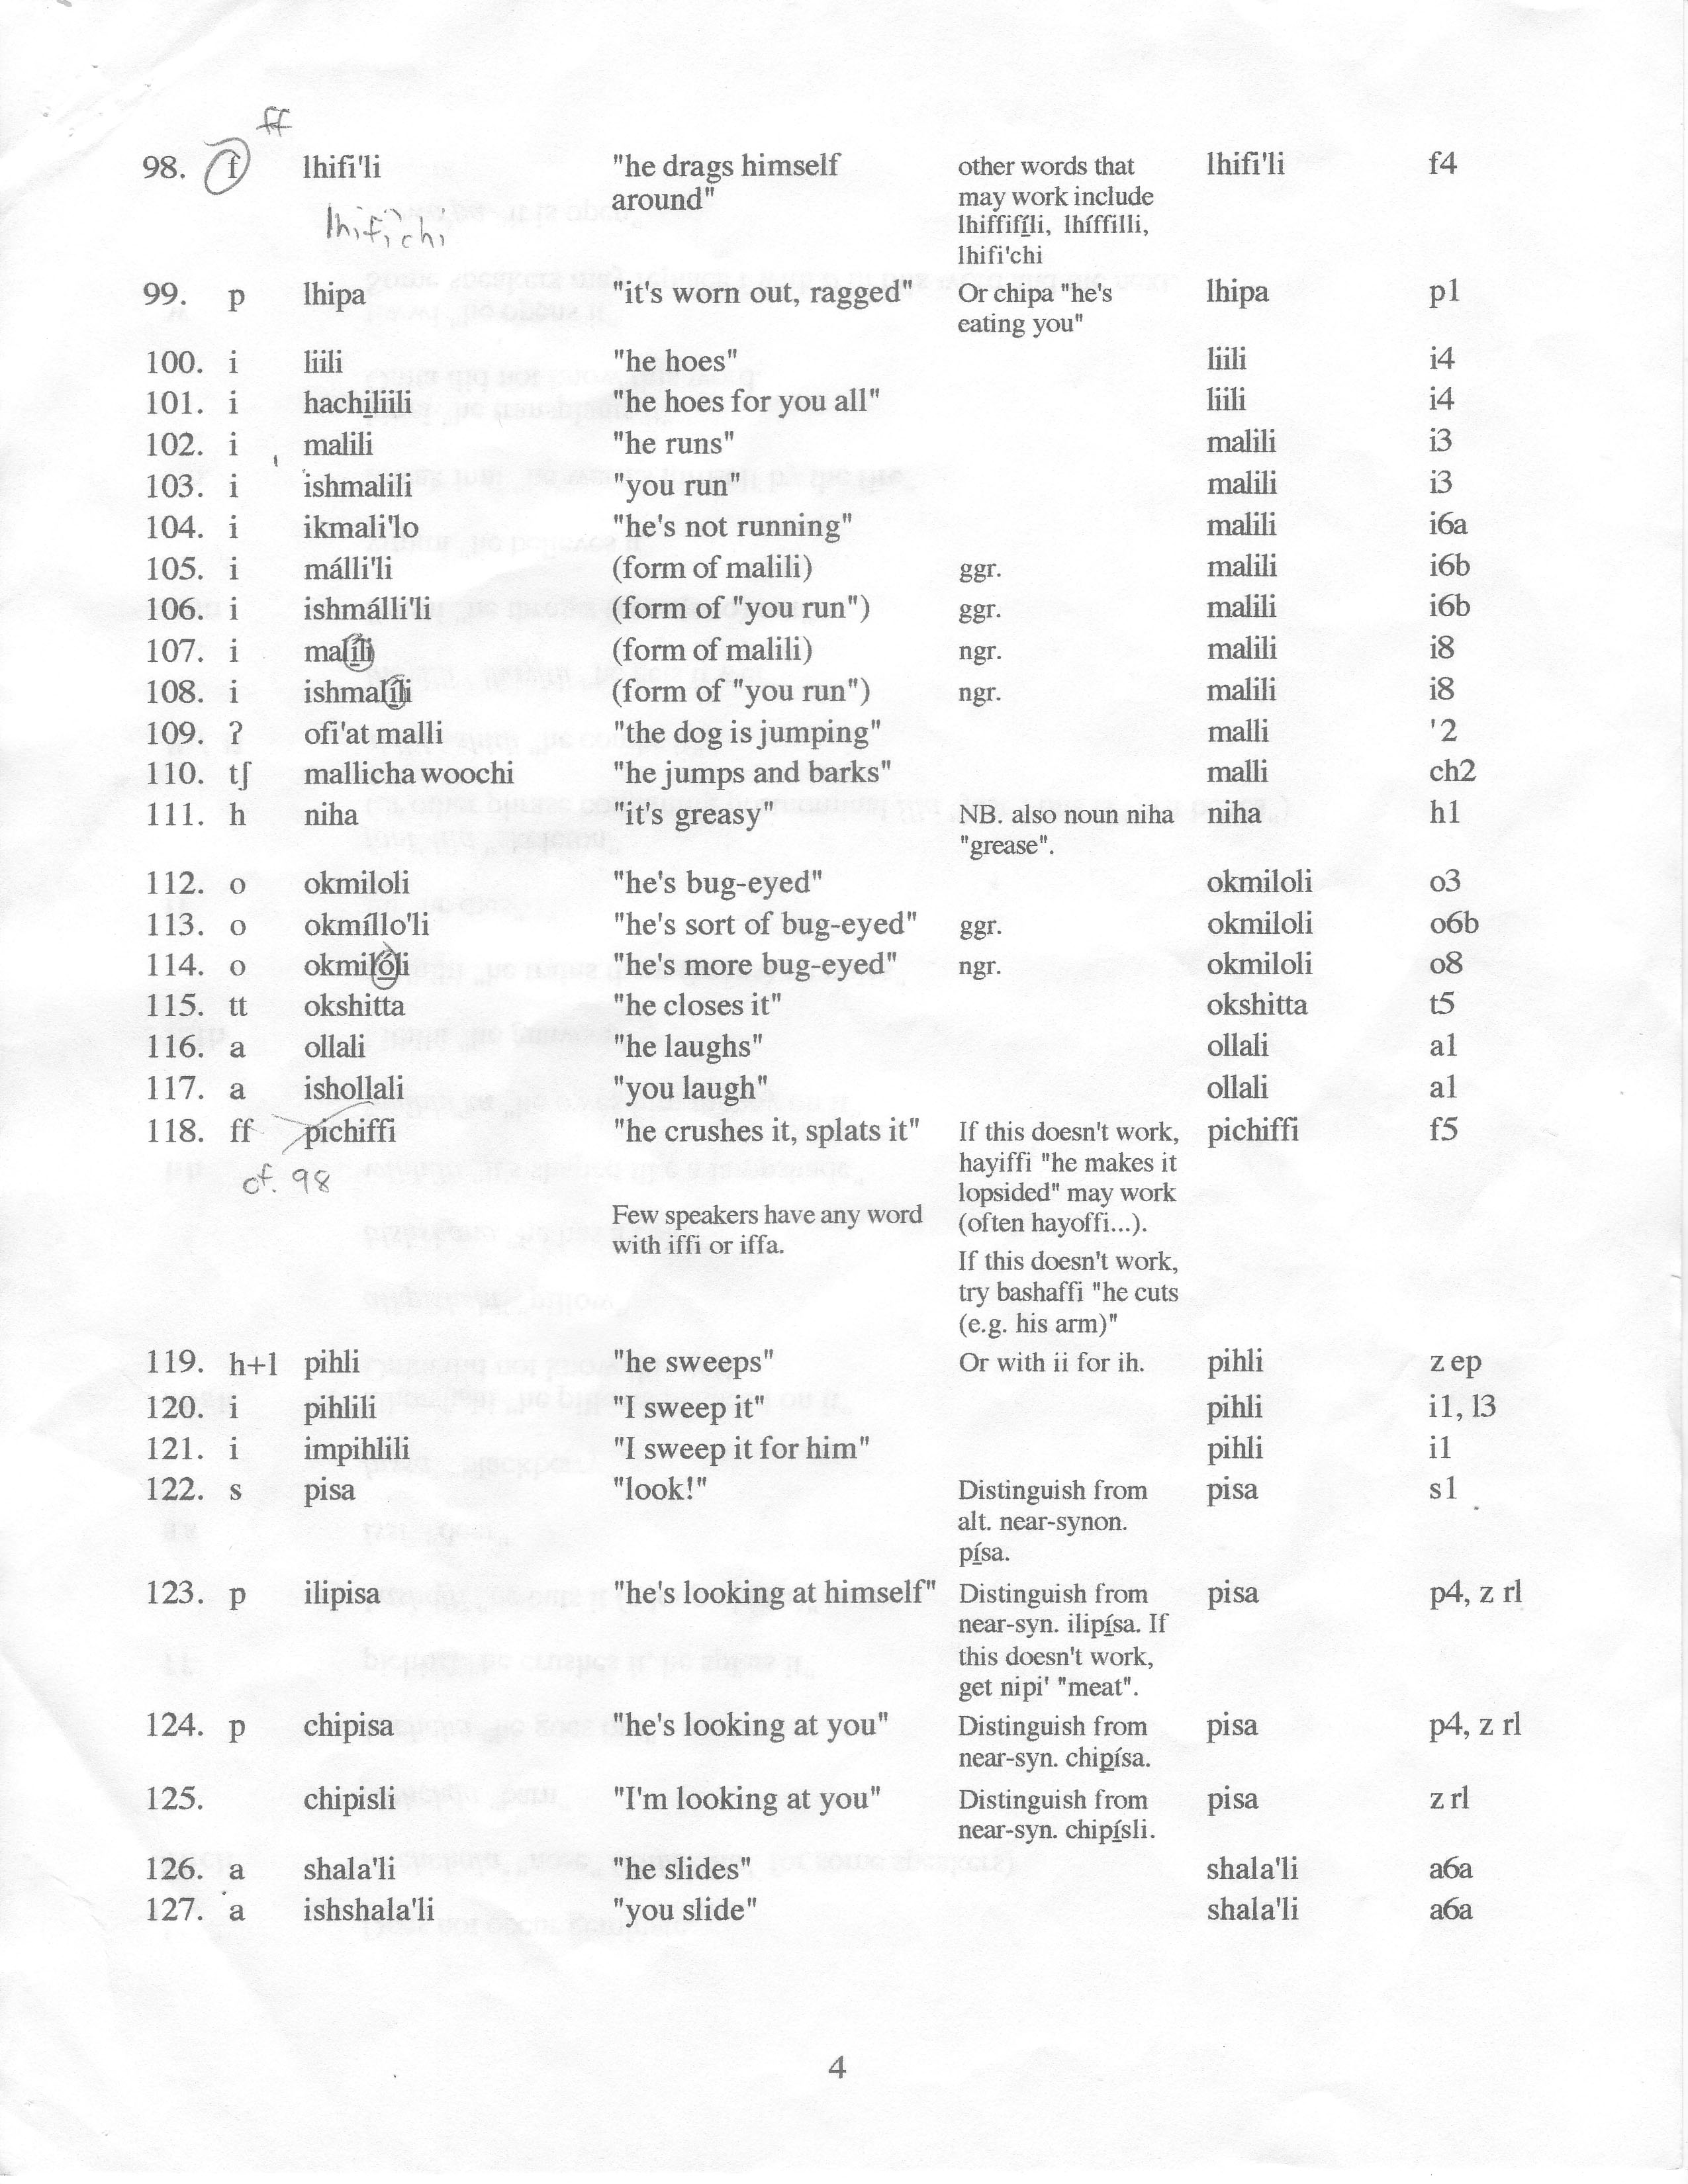 ff
98. f lhifi'li "he drags himself other words that lhifi'li f4
around" may work include
lhifichi lhiffifí̲li, lhíffilli,
lhifi'chi
99. p lhipa "it's worn out, ragged" Or chipa "he's lhipa p1
eating you"
100. i liili "he hoes" liili i4
101. i hachi̲liili "he hoes for you all" liili i4
102. i malili "he runs" malili i3
103. i ishmalili "you run" malili i3
104. i ikmali'lo "he's not running" malili i6a
105. i málli'li (form of malili) ggr. malili i6b
106. i ishmálli'li (form of "you run") ggr. malili i6b
107. i malí̲li (form of malili) ngr. malili i8
108. i ishmalí̲li (form of "you run") ngr. malili i8
109. ʔ ofi'at malli "the dog is jumping" malli '2
110. tʃ mallicha woochi "he jumps and barks" malli ch2
111. h niha "it's greasy" NB. also noun niha niha h1
"grease".
112. o okmiloli "he's bug-eyed" okmiloli o3
113. o okmíllo'li "he's sort of bug-eyed" ggr. okmiloli o6b
114. o okmiló̲li "he's more bug-eyed" ngr. okmiloli o8
115. tt okshitta "he closes it" okshitta t5
116. a ollali "he laughs" ollali a1
117. a ishollali "you laugh" ollali a1
118. ff pichiffi "he crushes it, splats it" If this doesn't work, pichiffi f5
cf. 98 hayiffi "he makes it
lopsided" may work
Few speakers have any word (often hayoffi...).
with iffi or iffa. If this doesn't work,
try bashaffi "he cuts
(e.g. his arm)"
119. h+l pihli "he sweeps" Or with ii for ih. pihli z ep
120. i pihlili "I sweep it" pihli i1, l3
121. i impihlili "I sweep it for him" pihli i1
122. s pisa "look!" Distinguish from pisa s1
alt. near-synon.
pí̲sa.
123. p ilipisa "he's looking at himself" Distinguish from pisa p4, z rl
near-syn. ilipí̲sa. If
this doesn't work,
get nipi' "meat".
124. p chipisa "he's looking at you" Distinguish from pisa p4, z rl
near-syn. chip̲ísa.
125. chipisli "I'm looking at you" Distinguish from pisa z rl
near-syn. chipí̲sli.
126. a shala'li "he slides" shala'li a6a
127. a ishshala'li "you slide" shala'li a6a
4